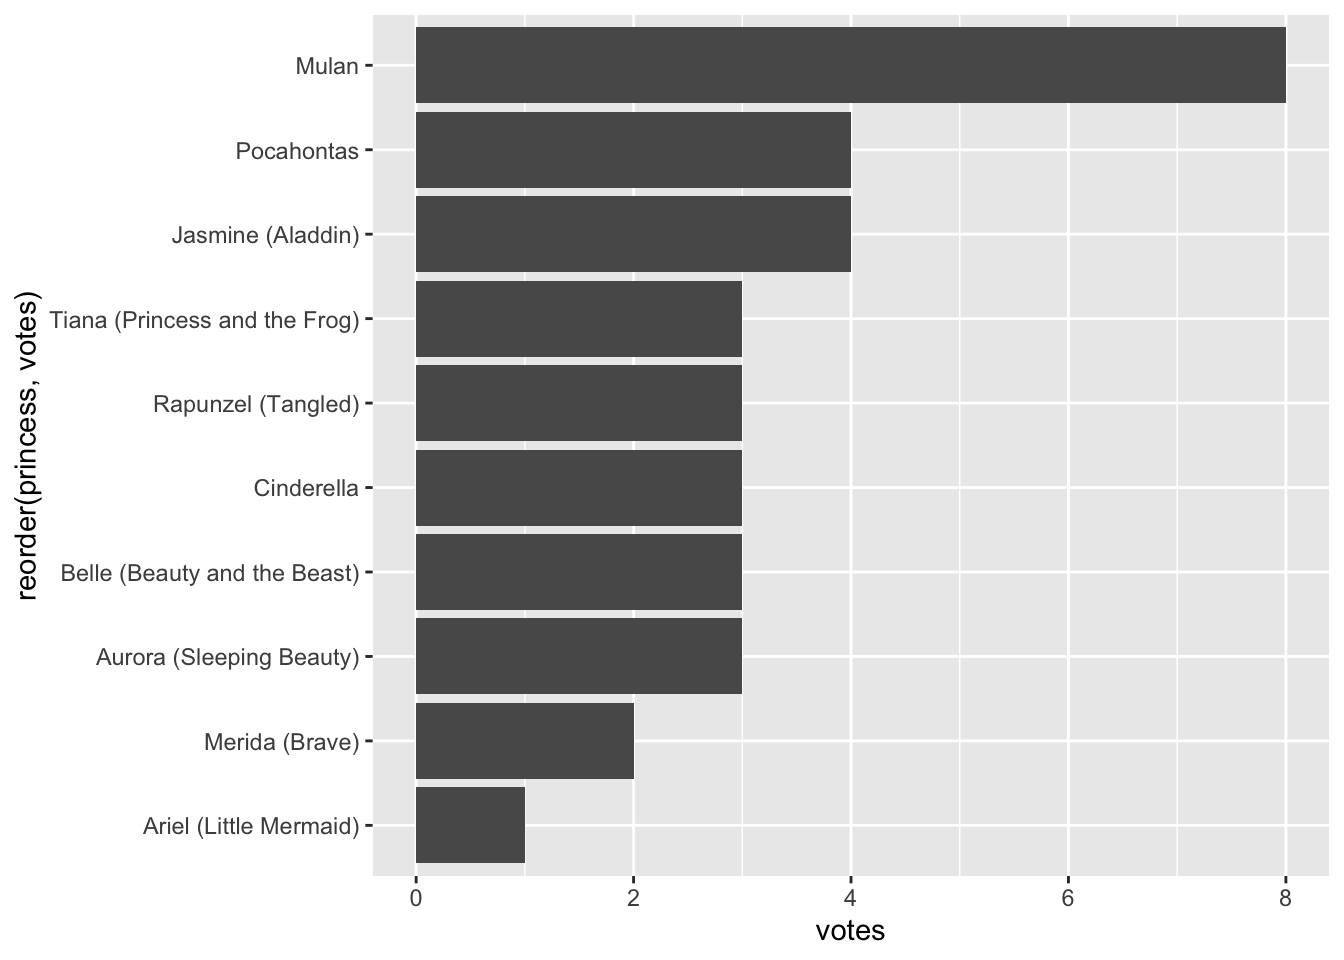 reorder(princess, votes)
Mulan
Pocahontas
Jasmine (Aladdin)
Tiana (Princess and the Frog)
Rapunzel (Tangled)
Cinderella
Belle (Beauty and the Beast)
Aurora (Sleeping Beauty)
Merida (Brave)
Ariel (Little Mermaid)
0 2 4 6 8
votes